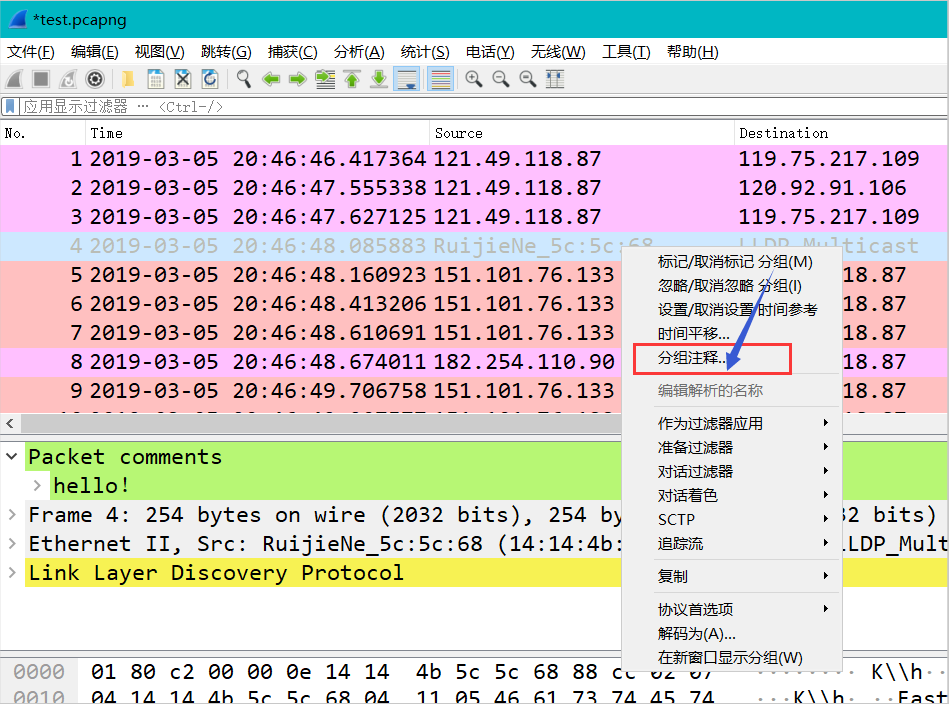 *test.pcapng
文件(F) 编辑(E) 视图(V) 跳转(G) 捕获(C) 分析(A) 统计(S) 电话(Y) 无线(W) 工具(T) 帮助(H)
应用显示过滤器 … <Ctrl-/>
No. Time Source Destination
1 2019-03-05 20:46:46.417364 121.49.118.87 119.75.217.109
2 2019-03-05 20:46:47.555338 121.49.118.87 120.92.91.106
3 2019-03-05 20:46:47.627125 121.49.118.87 119.75.217.109
4 2019-03-05 20:46:48.085883 RuijieNe_5c:5c:68 LLDP_Multicast
5 2019-03-05 20:46:48.160923 151.101.76.133 18.87
6 2019-03-05 20:46:48.413206 151.101.76.133 18.87
7 2019-03-05 20:46:48.610691 151.101.76.133 18.87
8 2019-03-05 20:46:48.674011 182.254.110.90 18.87
9 2019-03-05 20:46:49.706758 151.101.76.133 18.87
标记/取消标记 分组(M)
忽略/取消忽略 分组(I)
设置/取消设置 时间参考
时间平移...
分组注释...
编辑解析的名称
作为过滤器应用
准备过滤器
对话过滤器
对话着色
SCTP
追踪流
复制
协议首选项
解码为(A)...
在新窗口显示分组(W)
Packet comments
hello!
Frame 4: 254 bytes on wire (2032 bits), 254 by 32 bits)
Ethernet II, Src: RuijieNe_5c:5c:68 (14:14:4b: LLDP_Mult
Link Layer Discovery Protocol
0000 01 80 c2 00 00 0e 14 14 4b 5c 5c 68 88 cc 02 07 ········ K\\h··
0010 04 14 14 4b 5c 5c 68 04 11 05 46 61 73 74 45 74 ···K\\h· ··East